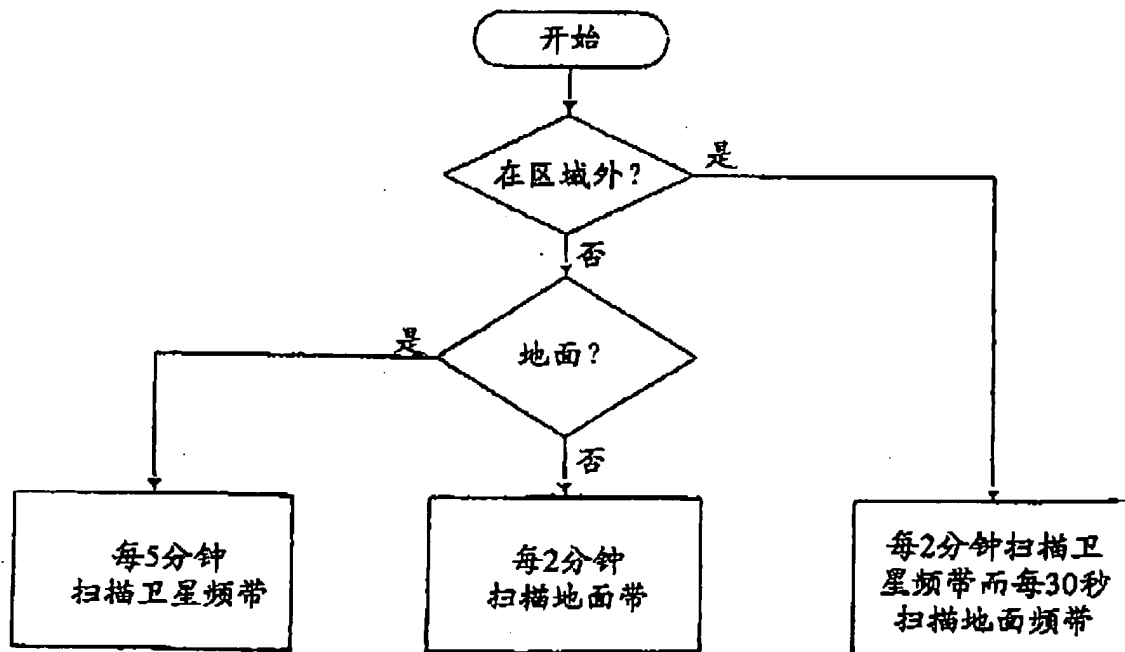 开始
在区域外?
是
否
地面?
是
否
每5分钟
扫描卫星频带
每2分钟
扫描地面带
每2分钟扫描卫
星频带而每30秒
扫描地面频带